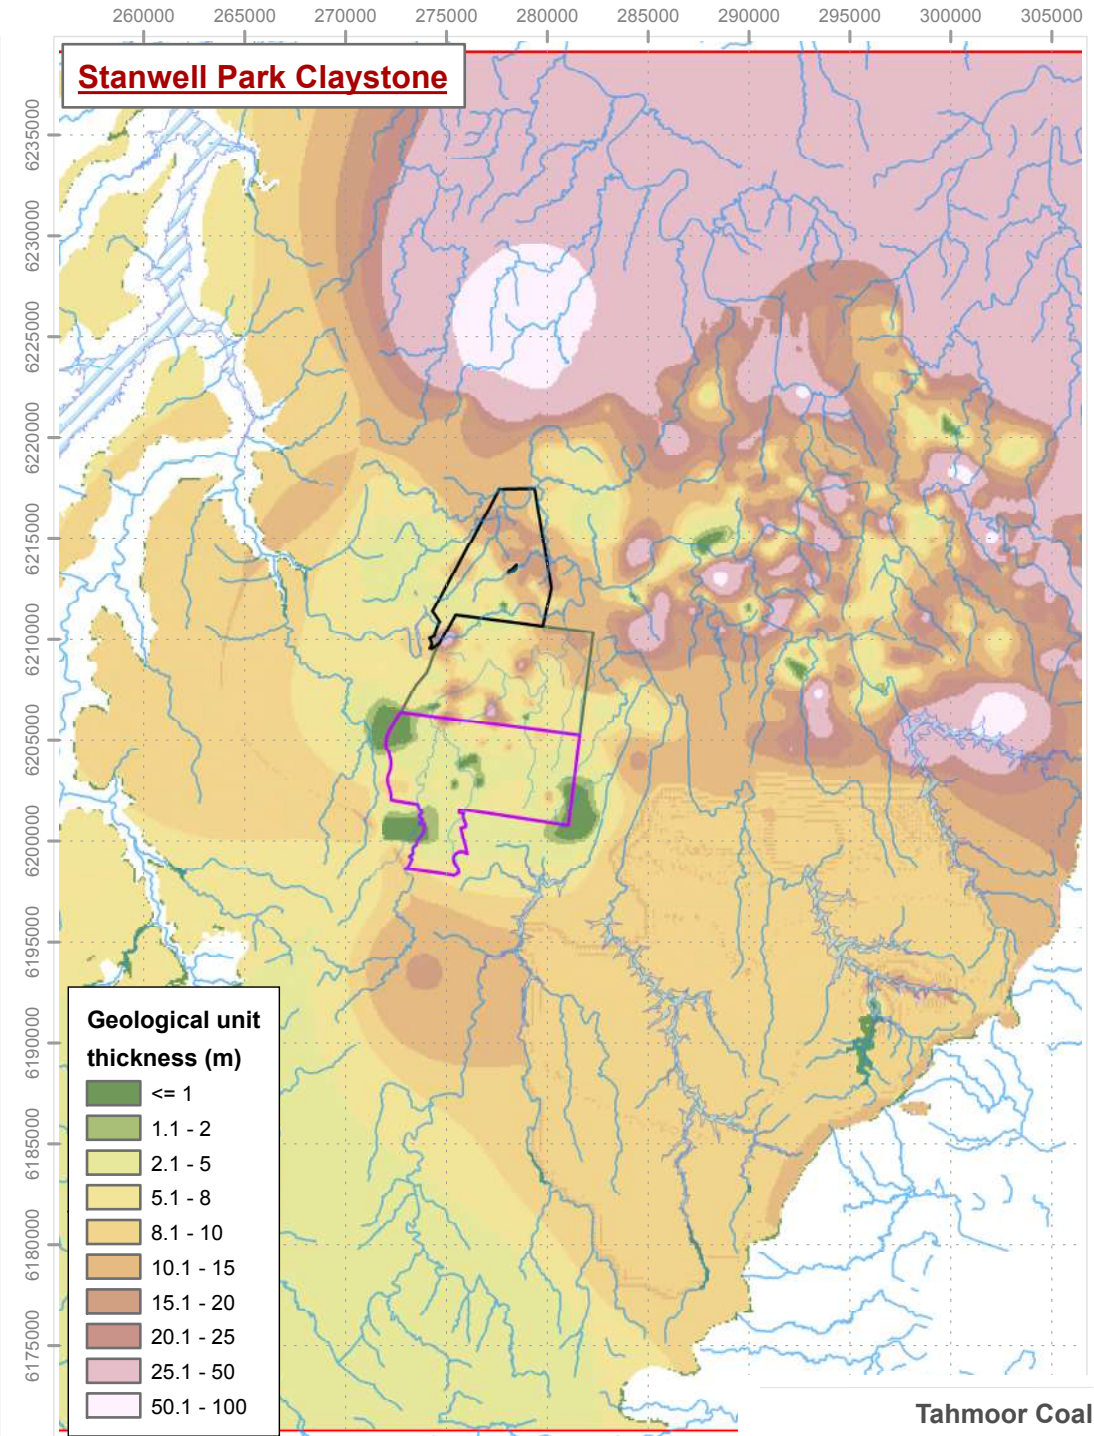 260000 265000 270000 275000 280000 285000 290000 295000 300000 305000
Stanwell Park Claystone
6235000
6230000
6225000
6220000
6215000
6210000
6205000
6200000
6195000
6190000
6185000
6180000
6175000
Geological unit
thickness (m)
<= 1
1.1 - 2
2.1 - 5
5.1 - 8
8.1 - 10
10.1 - 15
15.1 - 20
20.1 - 25
25.1 - 50
50.1 - 100
Tahmoor Coal